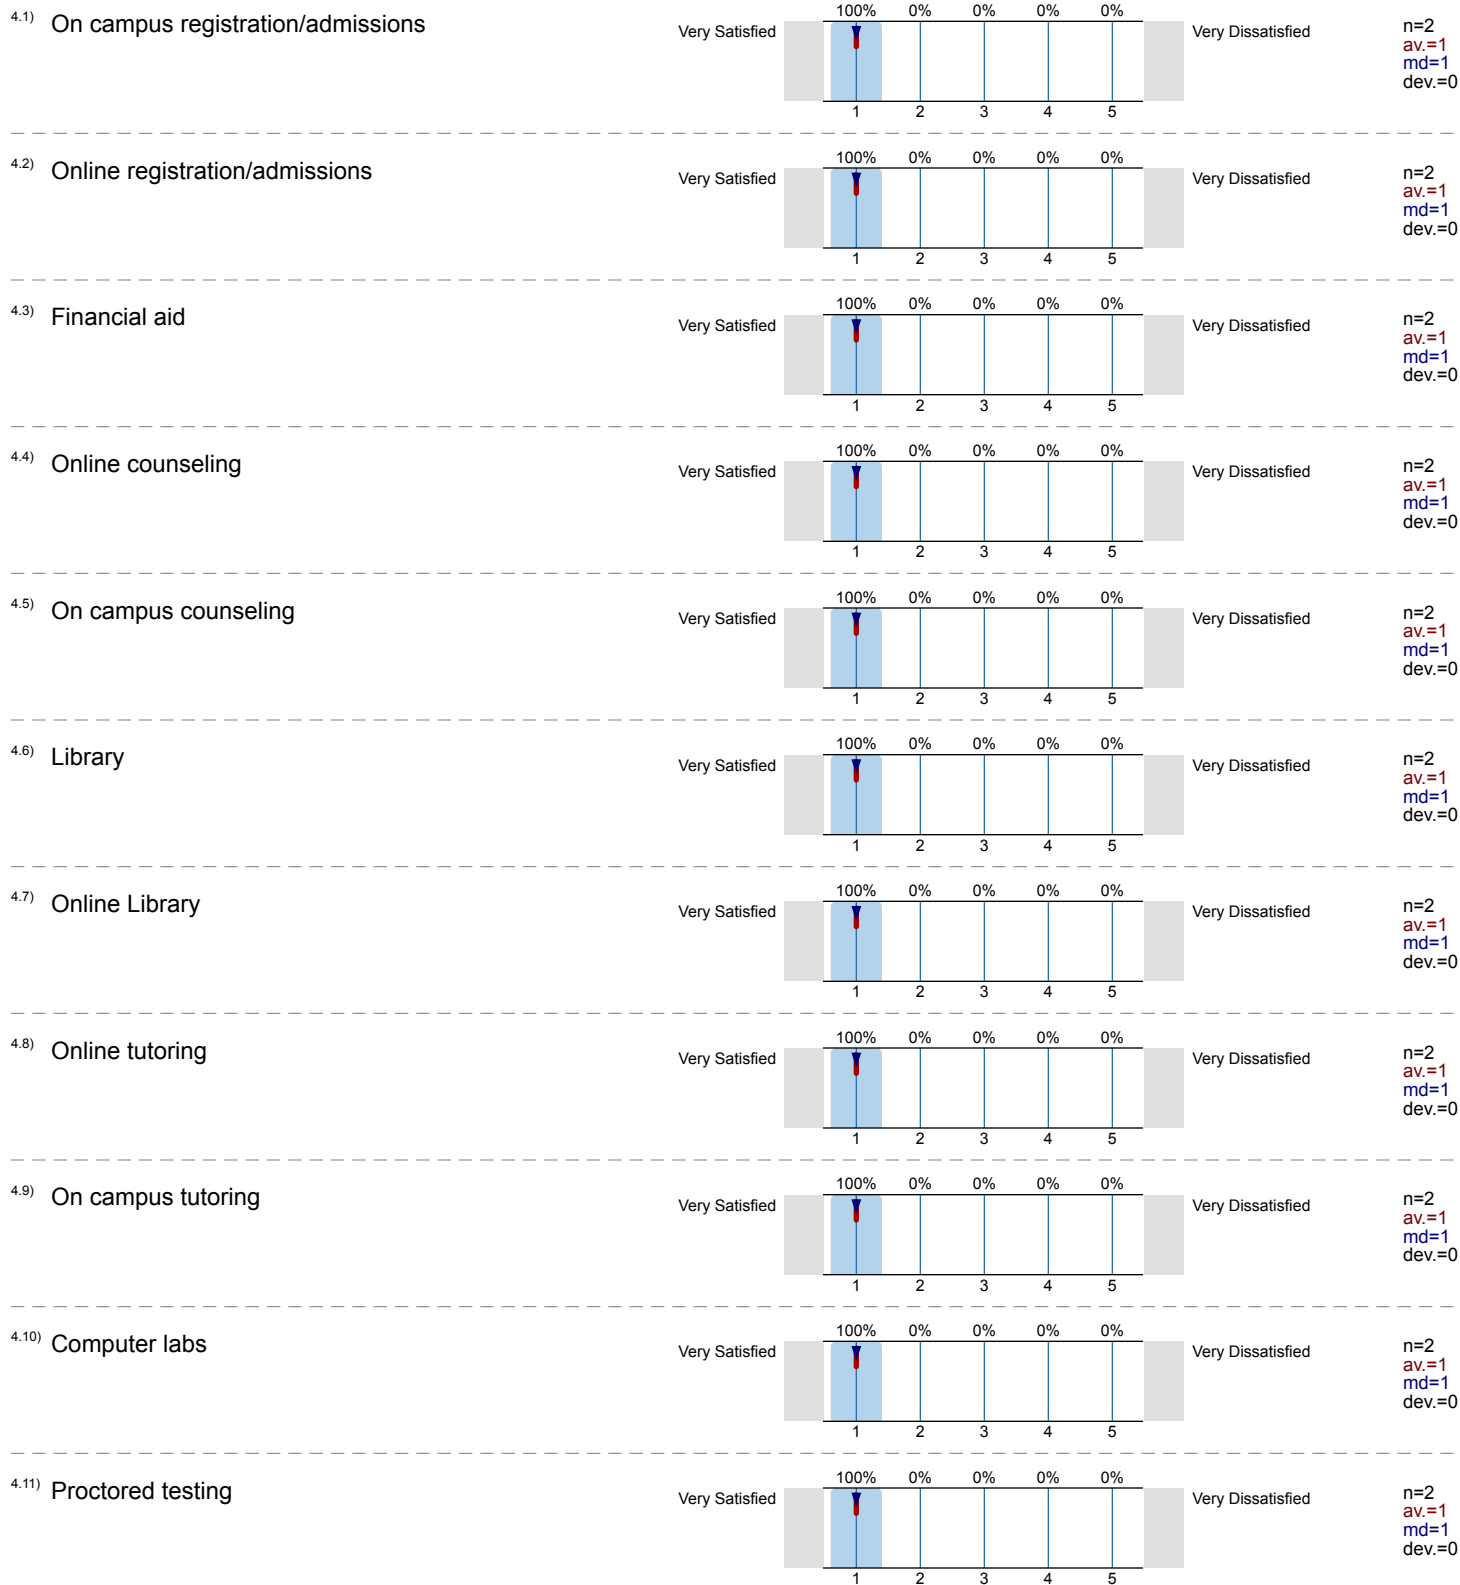 4.1) On campus registration/admissions
100% 0% 0% 0% 0%
Very Satisfied Very Dissatisfied
n=2
av.=1
md=1
dev.=0
1 2 3 4 5
4.2) Online registration/admissions
100% 0% 0% 0% 0%
Very Satisfied Very Dissatisfied
n=2
av.=1
md=1
dev.=0
1 2 3 4 5
4.3) Financial aid
100% 0% 0% 0% 0%
Very Satisfied Very Dissatisfied
n=2
av.=1
md=1
dev.=0
1 2 3 4 5
4.4) Online counseling
100% 0% 0% 0% 0%
Very Satisfied Very Dissatisfied
n=2
av.=1
md=1
dev.=0
1 2 3 4 5
4.5) On campus counseling
100% 0% 0% 0% 0%
Very Satisfied Very Dissatisfied
n=2
av.=1
md=1
dev.=0
1 2 3 4 5
4.6) Library
100% 0% 0% 0% 0%
Very Satisfied Very Dissatisfied
n=2
av.=1
md=1
dev.=0
1 2 3 4 5
4.7) Online Library
100% 0% 0% 0% 0%
Very Satisfied Very Dissatisfied
n=2
av.=1
md=1
dev.=0
1 2 3 4 5
4.8) Online tutoring
100% 0% 0% 0% 0%
Very Satisfied Very Dissatisfied
n=2
av.=1
md=1
dev.=0
1 2 3 4 5
4.9) On campus tutoring
100% 0% 0% 0% 0%
Very Satisfied Very Dissatisfied
n=2
av.=1
md=1
dev.=0
1 2 3 4 5
4.10) Computer labs
100% 0% 0% 0% 0%
Very Satisfied Very Dissatisfied
n=2
av.=1
md=1
dev.=0
1 2 3 4 5
4.11) Proctored testing
100% 0% 0% 0% 0%
Very Satisfied Very Dissatisfied
n=2
av.=1
md=1
dev.=0
1 2 3 4 5